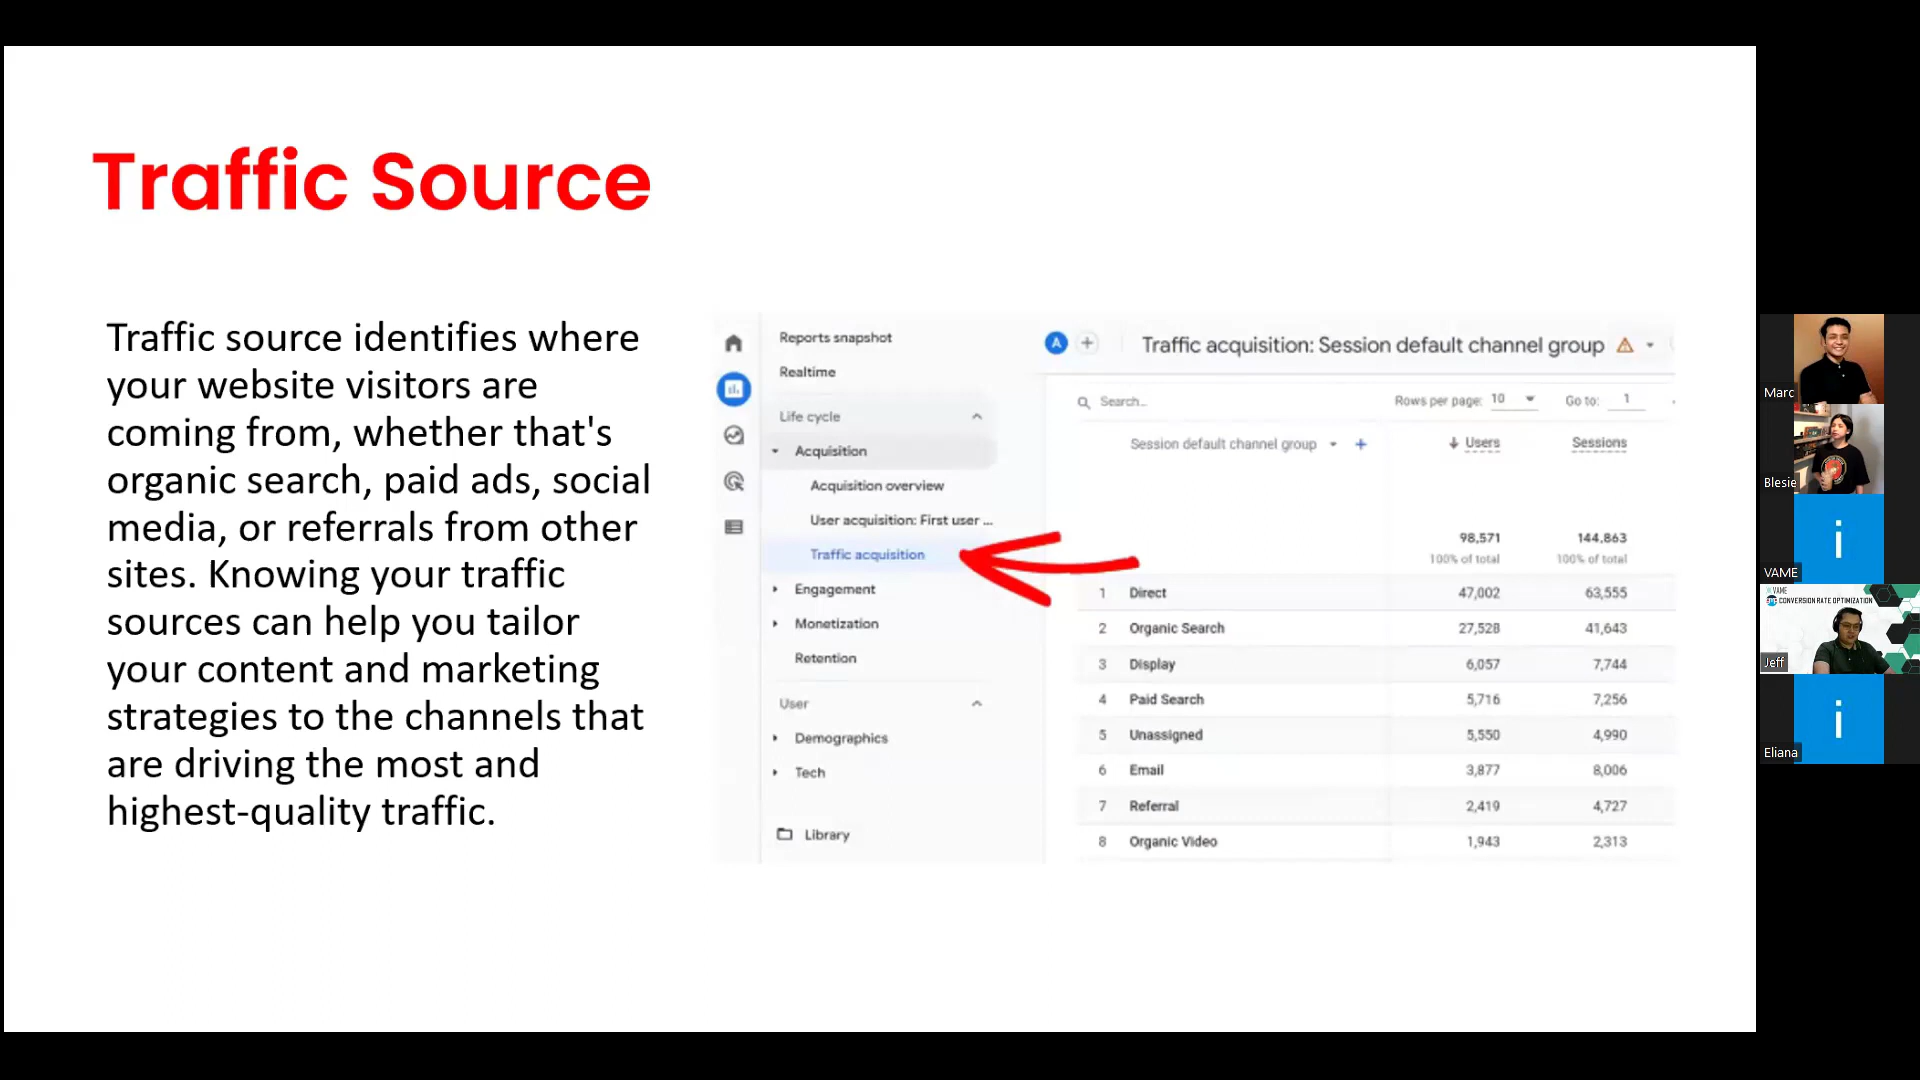 Traffic Source
Traffic source identifies where
your website visitors are
coming from, whether that's
organic search, paid ads, social
media, or referrals from other
sites. Knowing your traffic
sources can help you tailor
your content and marketing
strategies to the channels that
are driving the most and
highest-quality traffic.
Reports snapshot
Realtime
Life cycle
Acquisition
Acquisition overview
User acquisition: First user ...
Traffic acquisition
Engagement
Monetization
Retention
User
Demographics
Tech
Library
A
Traffic acquisition: Session default channel group
Search...
Rows per page: 10 Go to: 1
Session default channel group Users Sessions
98,571 144,863
100% of total 100% of total
1 Direct 47,002 63,555
2 Organic Search 27,528 41,643
3 Display 6,057 7,744
4 Paid Search 5,716 7,256
5 Unassigned 5,550 4,990
6 Email 3,877 8,006
7 Referral 2,419 4,727
8 Organic Video 1,943 2,313
Marc
Blesie
i
VAME
VAME
CONVERSION RATE OPTIMIZATION
Jeff
i
Eliana